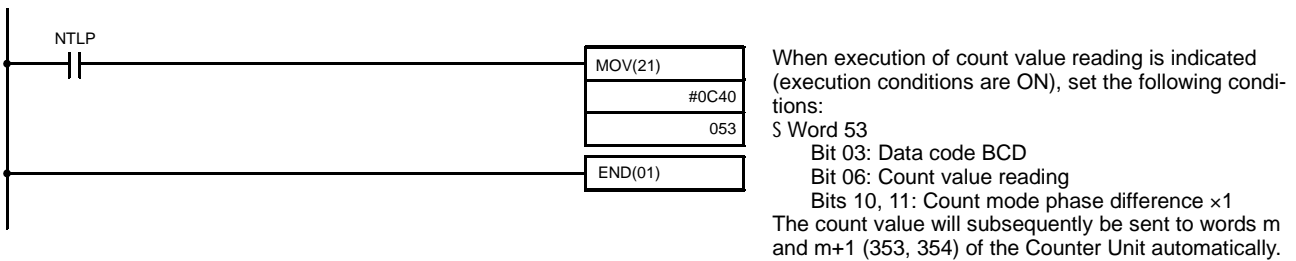 NTLP
MOV(21)
#0C40
053
END(01)
When execution of count value reading is indicated
(execution conditions are ON), set the following condi-
tions:
S Word 53
Bit 03: Data code BCD
Bit 06: Count value reading
Bits 10, 11: Count mode phase difference ×1
The count value will subsequently be sent to words m
and m+1 (353, 354) of the Counter Unit automatically.